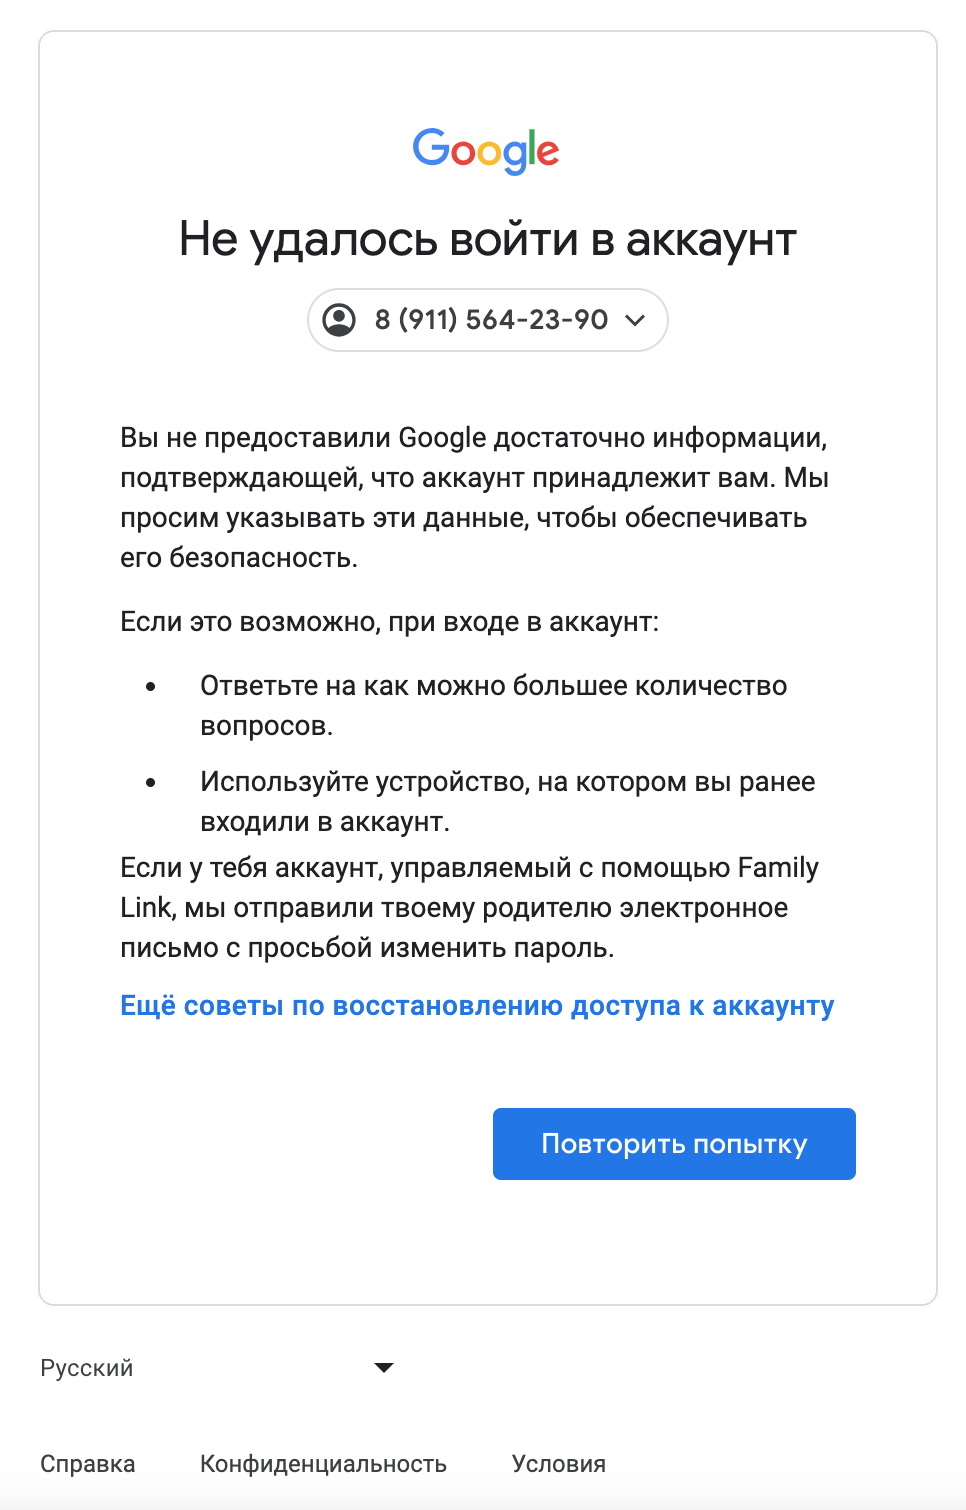 Google
Не удалось войти в аккаунт
8 (911) 564-23-90
Вы не предоставили Google достаточно информации,
подтверждающей, что аккаунт принадлежит вам. Мы
просим указывать эти данные, чтобы обеспечивать
его безопасность.
Если это возможно, при входе в аккаунт:
• Ответьте на как можно большее количество
вопросов.
• Используйте устройство, на котором вы ранее
входили в аккаунт.
Если у тебя аккаунт, управляемый с помощью Family
Link, мы отправили твоему родителю электронное
письмо с просьбой изменить пароль.
Ещё советы по восстановлению доступа к аккаунту
Повторить попытку
Русский
Справка Конфиденциальность Условия